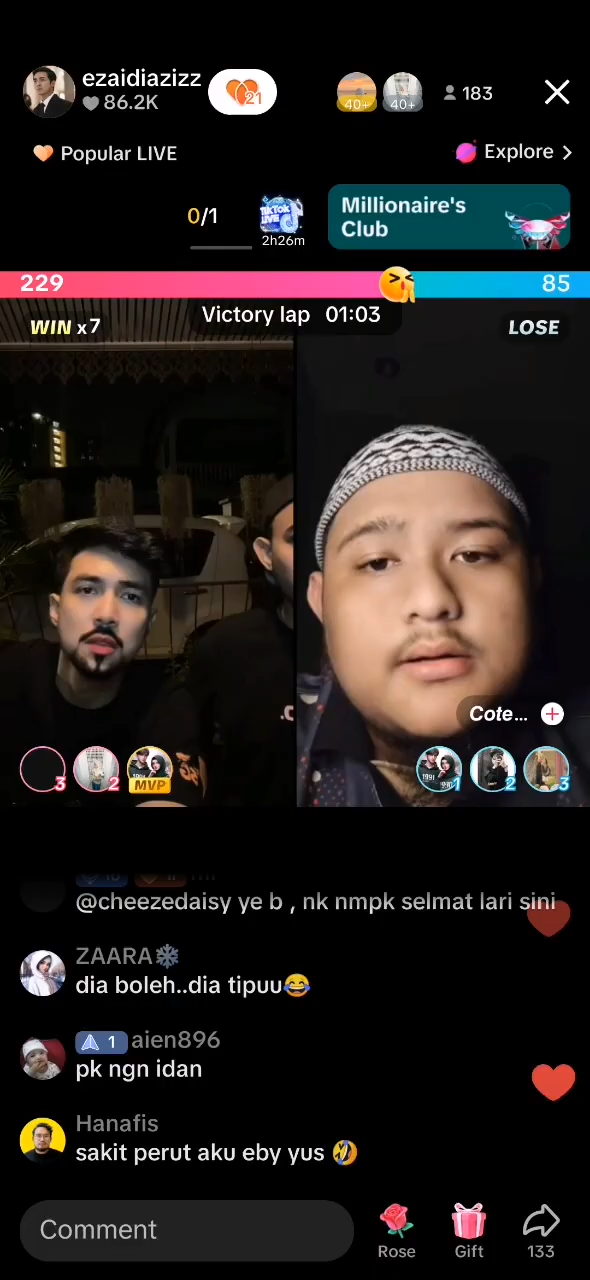 ezaidiazizz
86.2K
21
40+
40+
183
Popular LIVE
Explore
0/1
TIKTOK LIVE
2h26m
Millionaire's
Club
229
85
Victory lap 01:03
WIN x7
LOSE
Cote...
3
2
MVP
1
2
3
@cheezedaisy ye b , nk nmpk selmat lari sini
ZAARA❄
dia boleh..dia tipuu😂
1 aien896
pk ngn idan
Hanafis
sakit perut aku eby yus 🤣
Comment
Rose
Gift
133